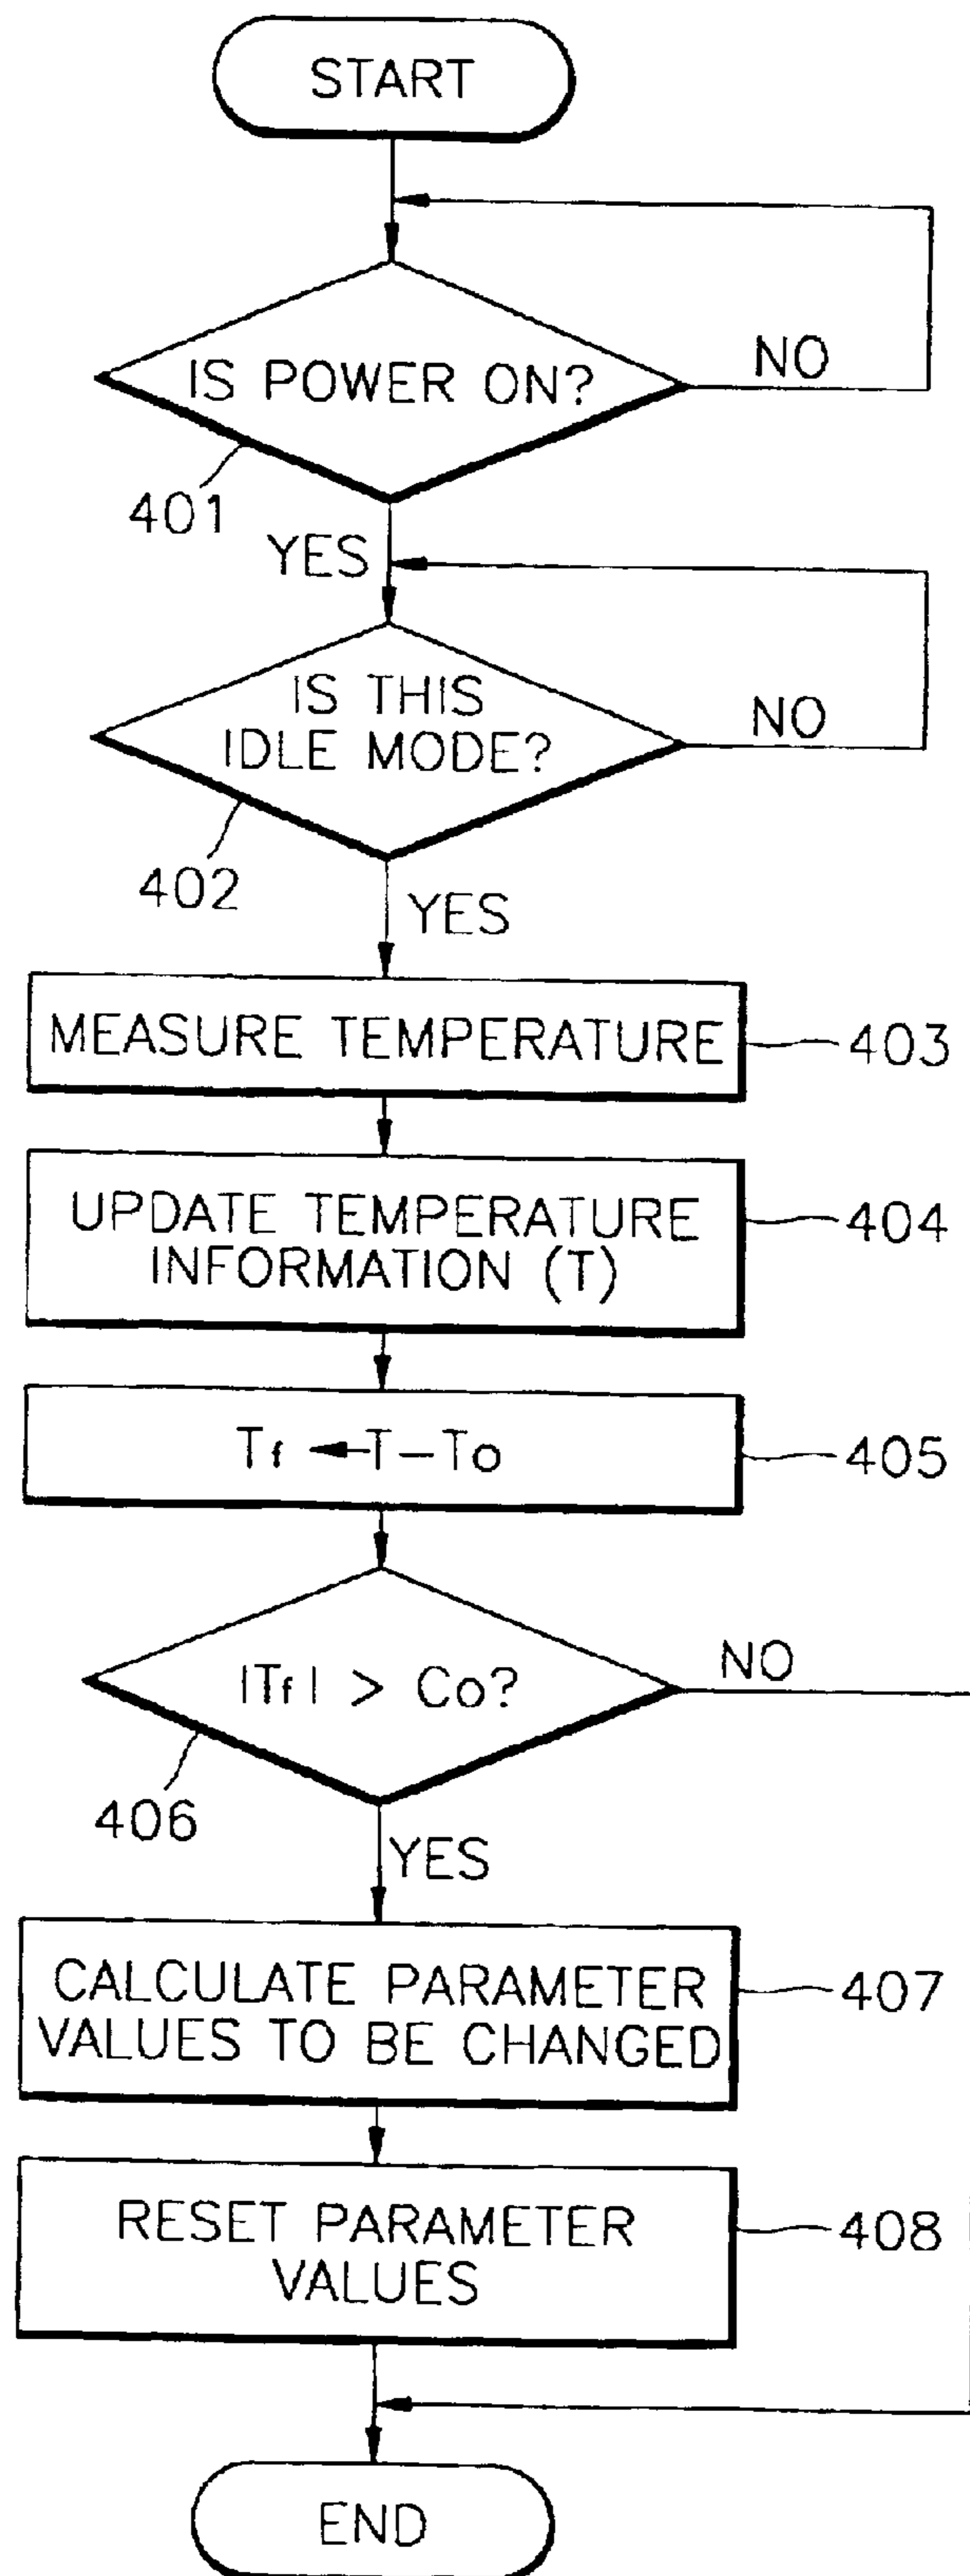 START
IS POWER ON?
NO
401
YES
IS THIS
IDLE MODE?
NO
402
YES
MEASURE TEMPERATURE
403
UPDATE TEMPERATURE
INFORMATION (T)
404
Tf ← T–To
405
|Tf| > Co?
NO
406
YES
CALCULATE PARAMETER
VALUES TO BE CHANGED
407
RESET PARAMETER
VALUES
408
END